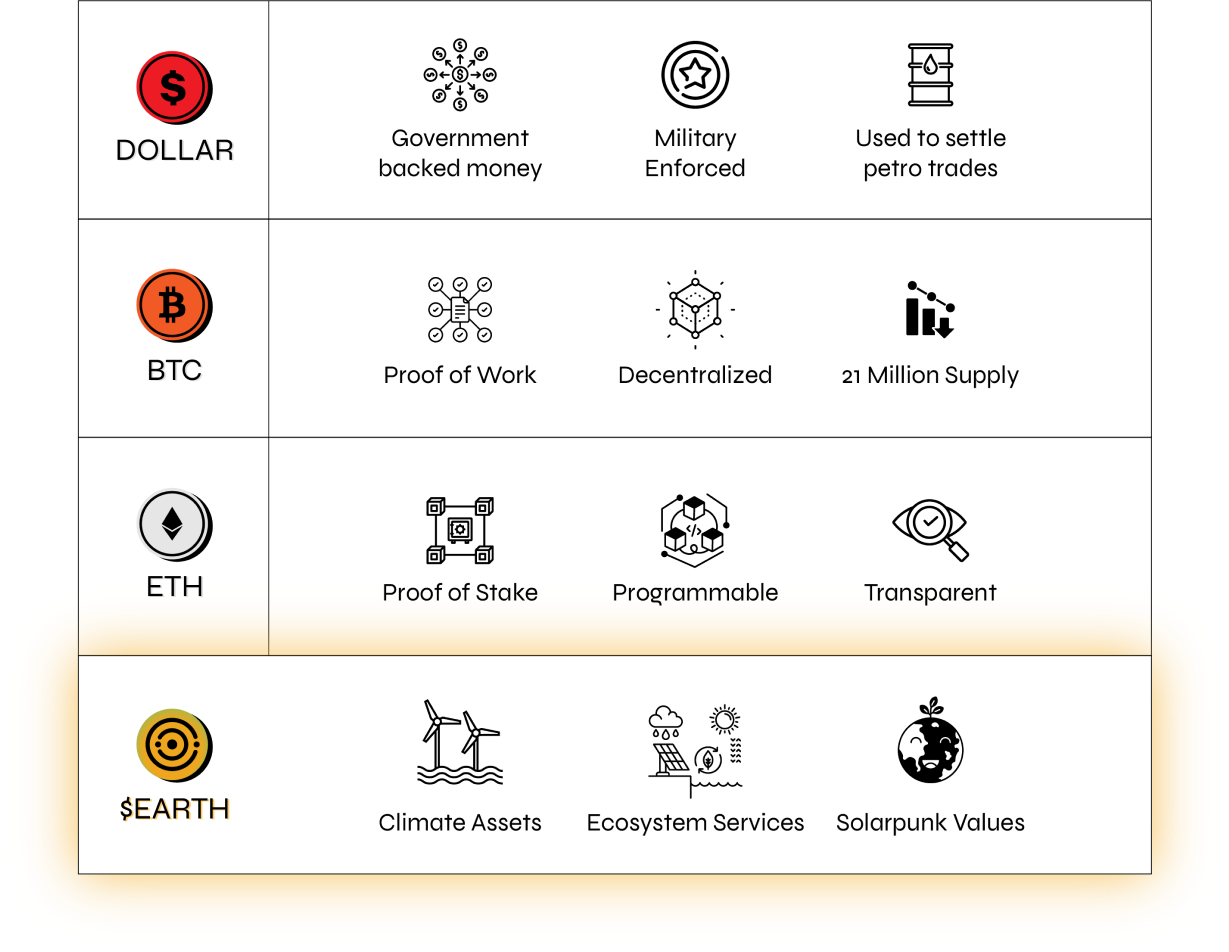 DOLLAR
Government
backed money
Military
Enforced
Used to settle
petro trades
BTC
Proof of Work
Decentralized
21 Million Supply
ETH
Proof of Stake
Programmable
Transparent
$EARTH
Climate Assets
Ecosystem Services
Solarpunk Values